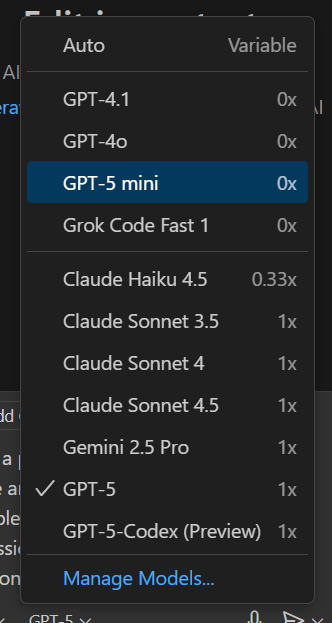 Auto Variable
GPT-4.1 0x
GPT-4o 0x
GPT-5 mini 0x
Grok Code Fast 1 0x
Claude Haiku 4.5 0.33x
Claude Sonnet 3.5 1x
Claude Sonnet 4 1x
Claude Sonnet 4.5 1x
Gemini 2.5 Pro 1x
GPT-5 1x
GPT-5-Codex (Preview) 1x
Manage Models...
GPT-5